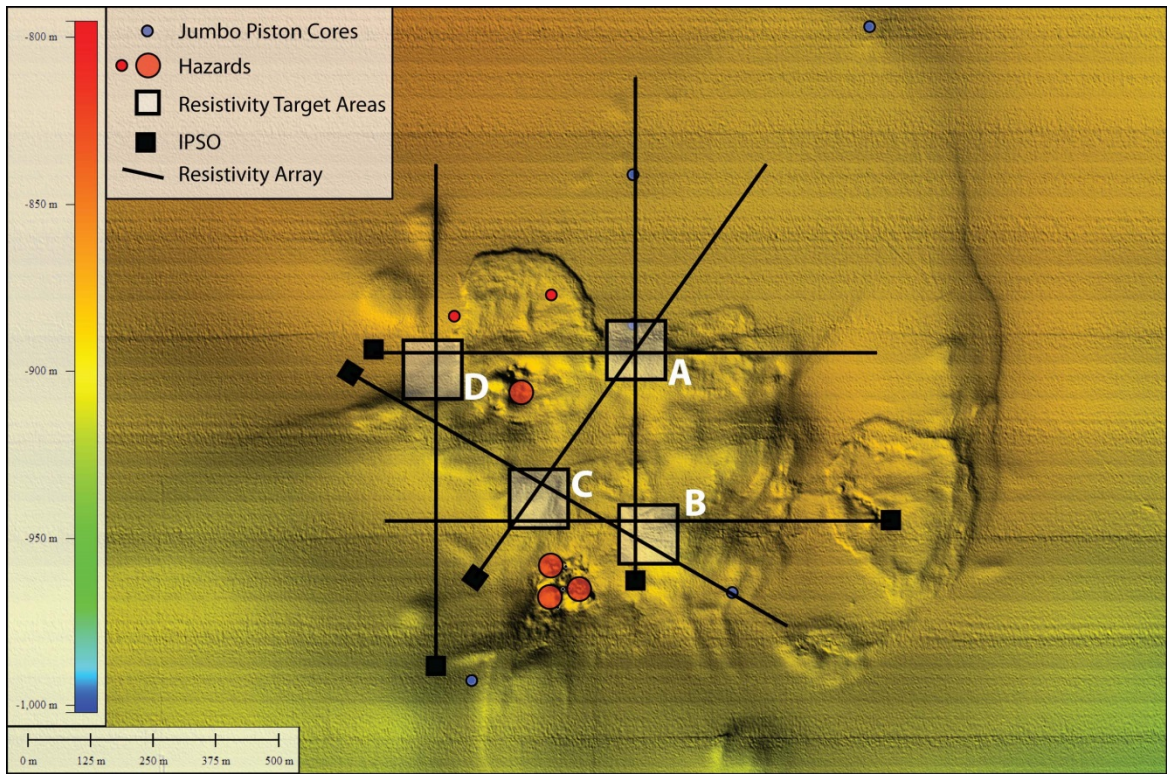 -800 m
-850 m
-900 m
-950 m
-1,000 m
Jumbo Piston Cores
Hazards
Resistivity Target Areas
IPSO
Resistivity Array
A
D
C
B
0 m 125 m 250 m 375 m 500 m